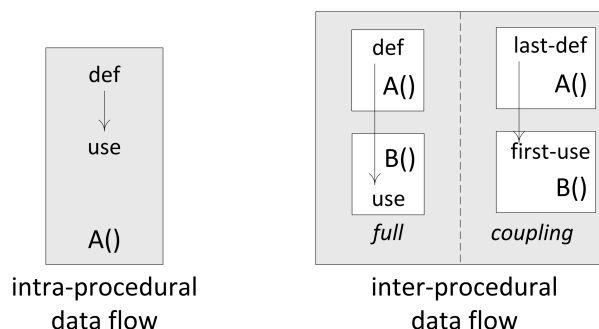 def
use
A()
intra-procedural
data flow
def
A()
B()
use
full
last-def
A()
first-use
B()
coupling
inter-procedural
data flow